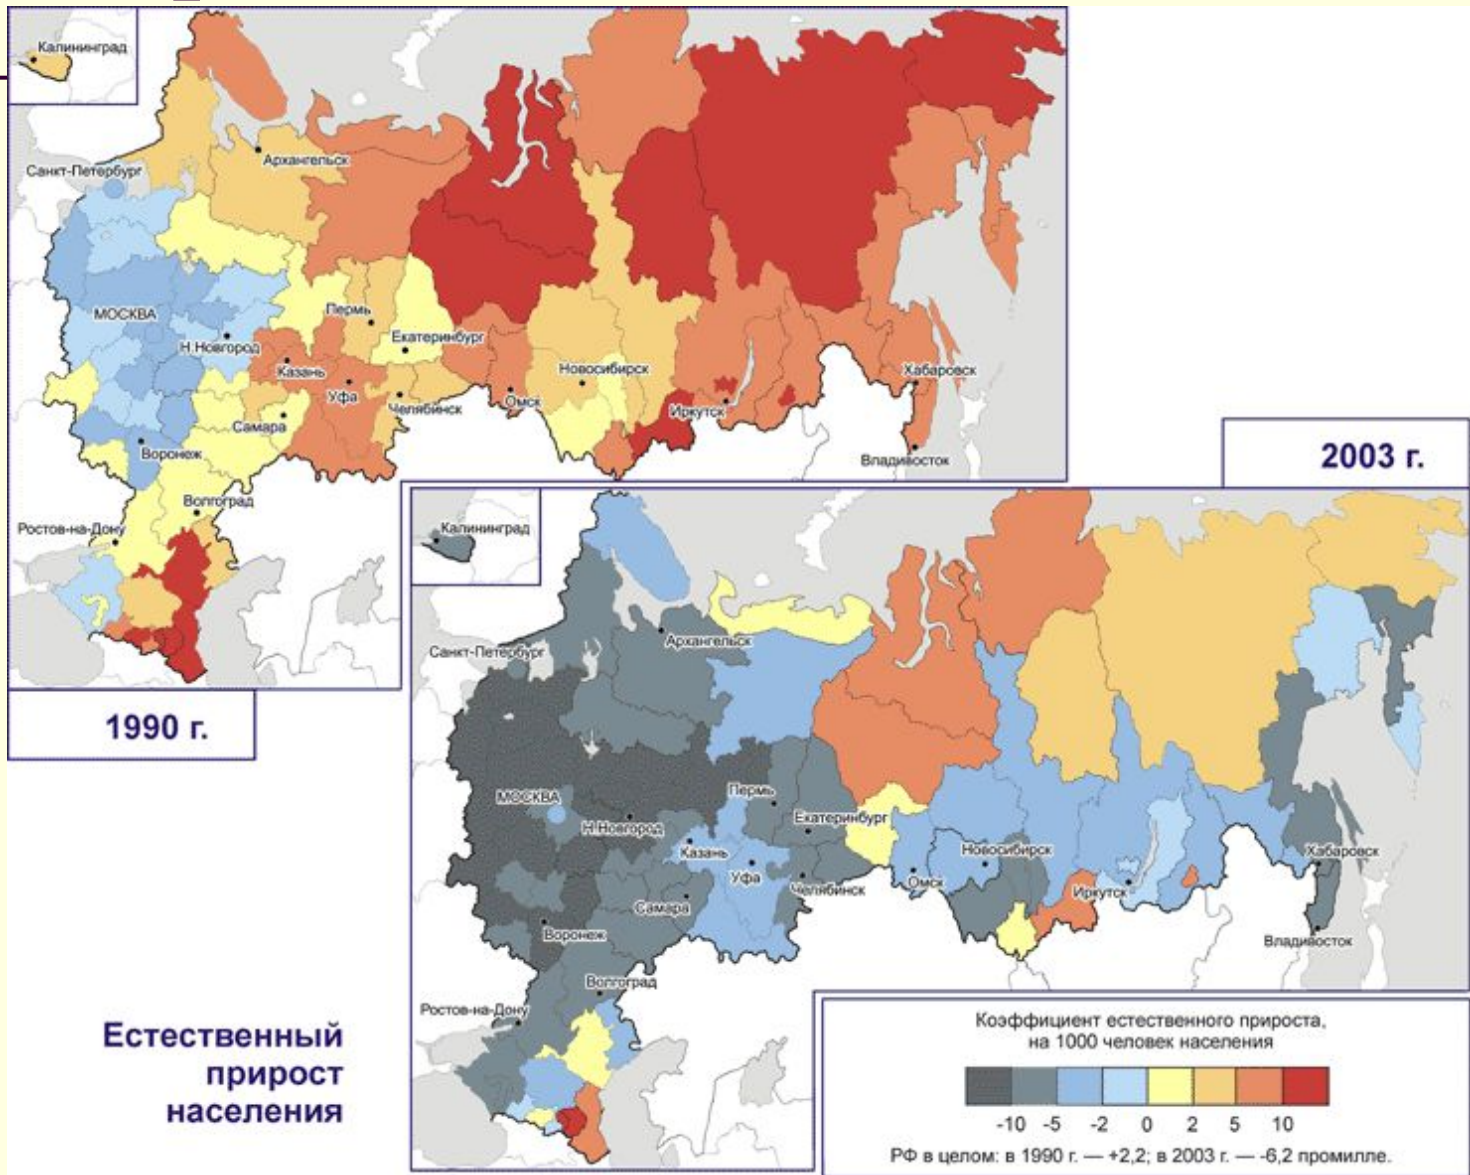 Калининград
Архангельск
Санкт-Петербург
МОСКВА
Н.Новгород
Пермь
Екатеринбург
Казань
Уфа
Челябинск
Самара
Омск
Новосибирск
Иркутск
Хабаровск
Владивосток
Воронеж
Волгоград
Ростов-на-Дону
1990 г.
2003 г.
Калининград
Архангельск
Санкт-Петербург
МОСКВА
Н.Новгород
Пермь
Екатеринбург
Казань
Уфа
Челябинск
Самара
Омск
Новосибирск
Иркутск
Хабаровск
Владивосток
Воронеж
Волгоград
Ростов-на-Дону
Естественный
прирост
населения
Коэффициент естественного прироста,
на 1000 человек населения
-10 -5 -2 0 2 5 10
РФ в целом: в 1990 г. — +2,2; в 2003 г. — -6,2 промилле.